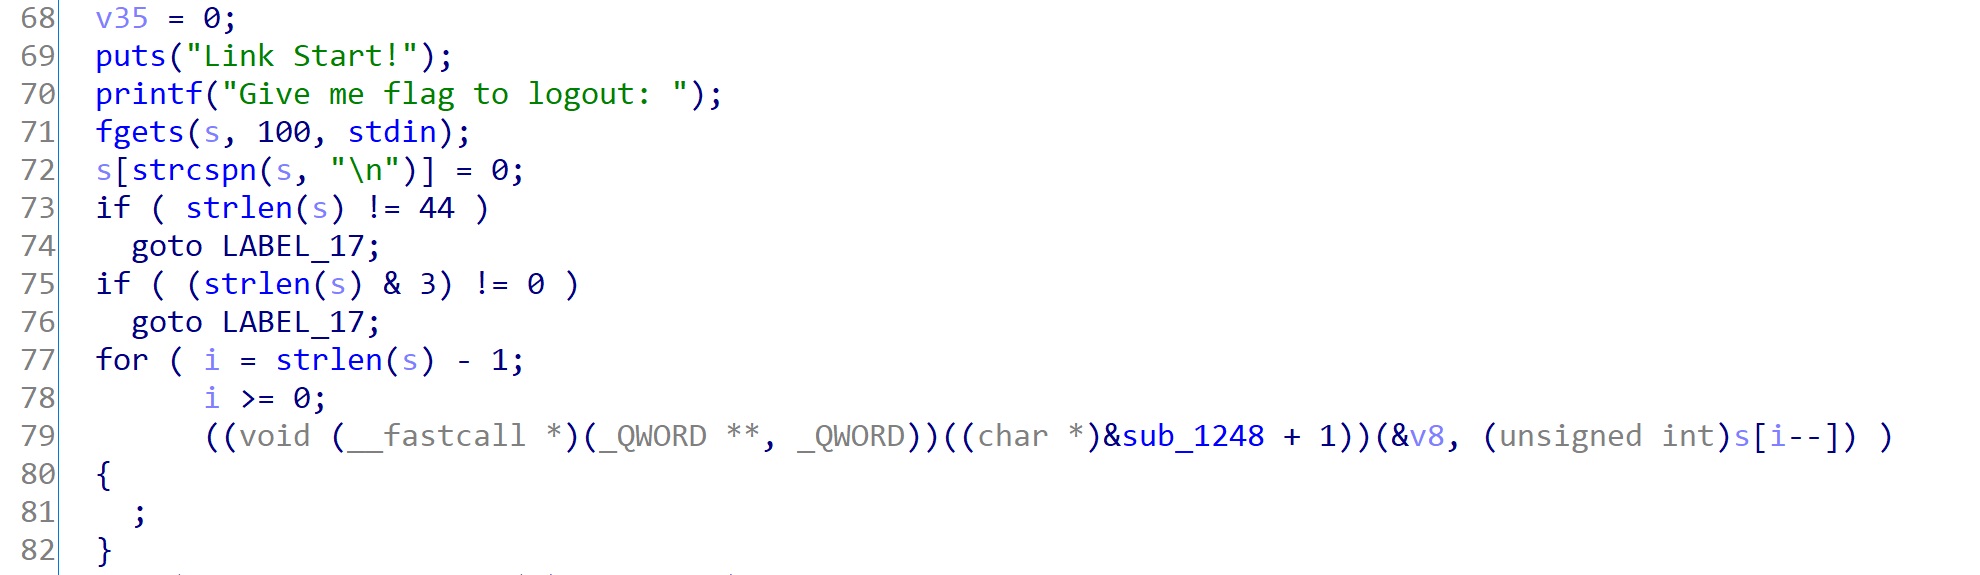 68 v35 = 0;
69 puts("Link Start!");
70 printf("Give me flag to logout: ");
71 fgets(s, 100, stdin);
72 s[strcspn(s, "\n")] = 0;
73 if ( strlen(s) != 44 )
74 goto LABEL_17;
75 if ( (strlen(s) & 3) != 0 )
76 goto LABEL_17;
77 for ( i = strlen(s) - 1;
78 i >= 0;
79 ((void (__fastcall *)(_QWORD **, _QWORD))((char *)&sub_1248 + 1))(&v8, (unsigned int)s[i--]) )
80 {
81 ;
82 }